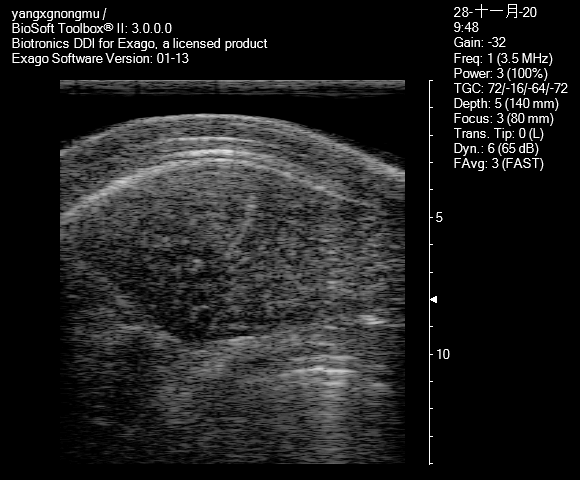 yangxgnongmu /
BioSoft Toolbox® II: 3.0.0.0
Biotronics DDI for Exago, a licensed product
Exago Software Version: 01-13
28-十一月-20
9:48
Gain: -32
Freq: 1 (3.5 MHz)
Power: 3 (100%)
TGC: 72/-16/-64/-72
Depth: 5 (140 mm)
Focus: 3 (80 mm)
Trans. Tip: 0 (L)
Dyn.: 6 (65 dB)
FAvg: 3 (FAST)
5
10